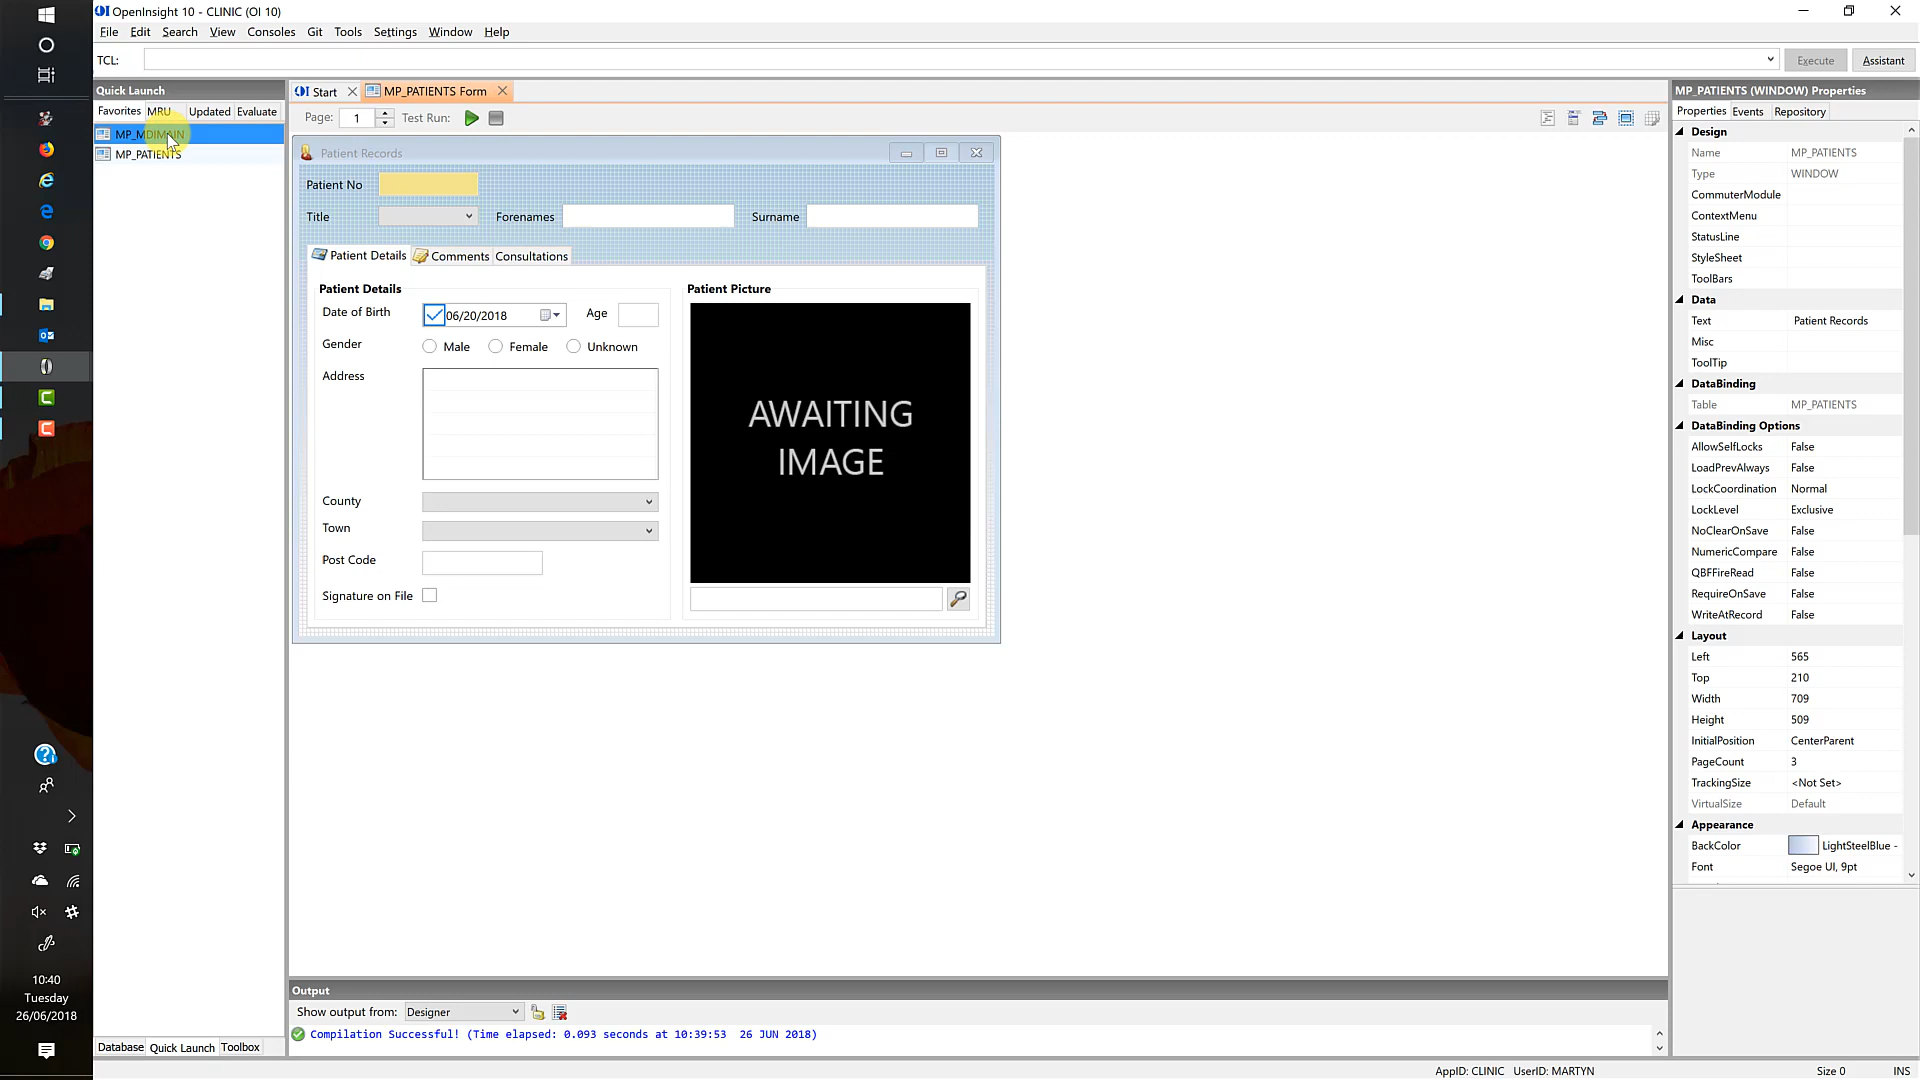 OpenInsight 10 - CLINIC (OI 10)
File Edit Search View Consoles Git Tools Settings Window Help
TCL: Execute Assistant
Quick Launch
Favorites MRU Updated Evaluate
MP_MDIMAIN
MP_PATIENTS
Database Quick Launch Toolbox
Start MP_PATIENTS Form
Page: 1 Test Run:
Patient Records
Patient No
Title Forenames Surname
Patient Details Comments Consultations
Patient Details
Date of Birth 06/20/2018 Age
Gender Male Female Unknown
Address
County
Town
Post Code
Signature on File
Patient Picture
AWAITING
IMAGE
Output
Show output from: Designer
Compilation Successful! (Time elapsed: 0.093 seconds at 10:39:53 26 JUN 2018)
MP_PATIENTS (WINDOW) Properties
Properties Events Repository
Design
Name MP_PATIENTS
Type WINDOW
CommuterModule
ContextMenu
StatusLine
StyleSheet
ToolBars
Data
Text Patient Records
Misc
ToolTip
DataBinding
Table MP_PATIENTS
DataBinding Options
AllowSelfLocks False
LoadPrevAlways False
LockCoordination Normal
LockLevel Exclusive
NoClearOnSave False
NumericCompare False
QBFFireRead False
RequireOnSave False
WriteAtRecord False
Layout
Left 565
Top 210
Width 709
Height 509
InitialPosition CenterParent
PageCount 3
TrackingSize <Not Set>
VirtualSize Default
Appearance
BackColor LightSteelBlue -
Font Segoe UI, 9pt
AppID: CLINIC UserID: MARTYN Size 0 INS
10:40
Tuesday
26/06/2018